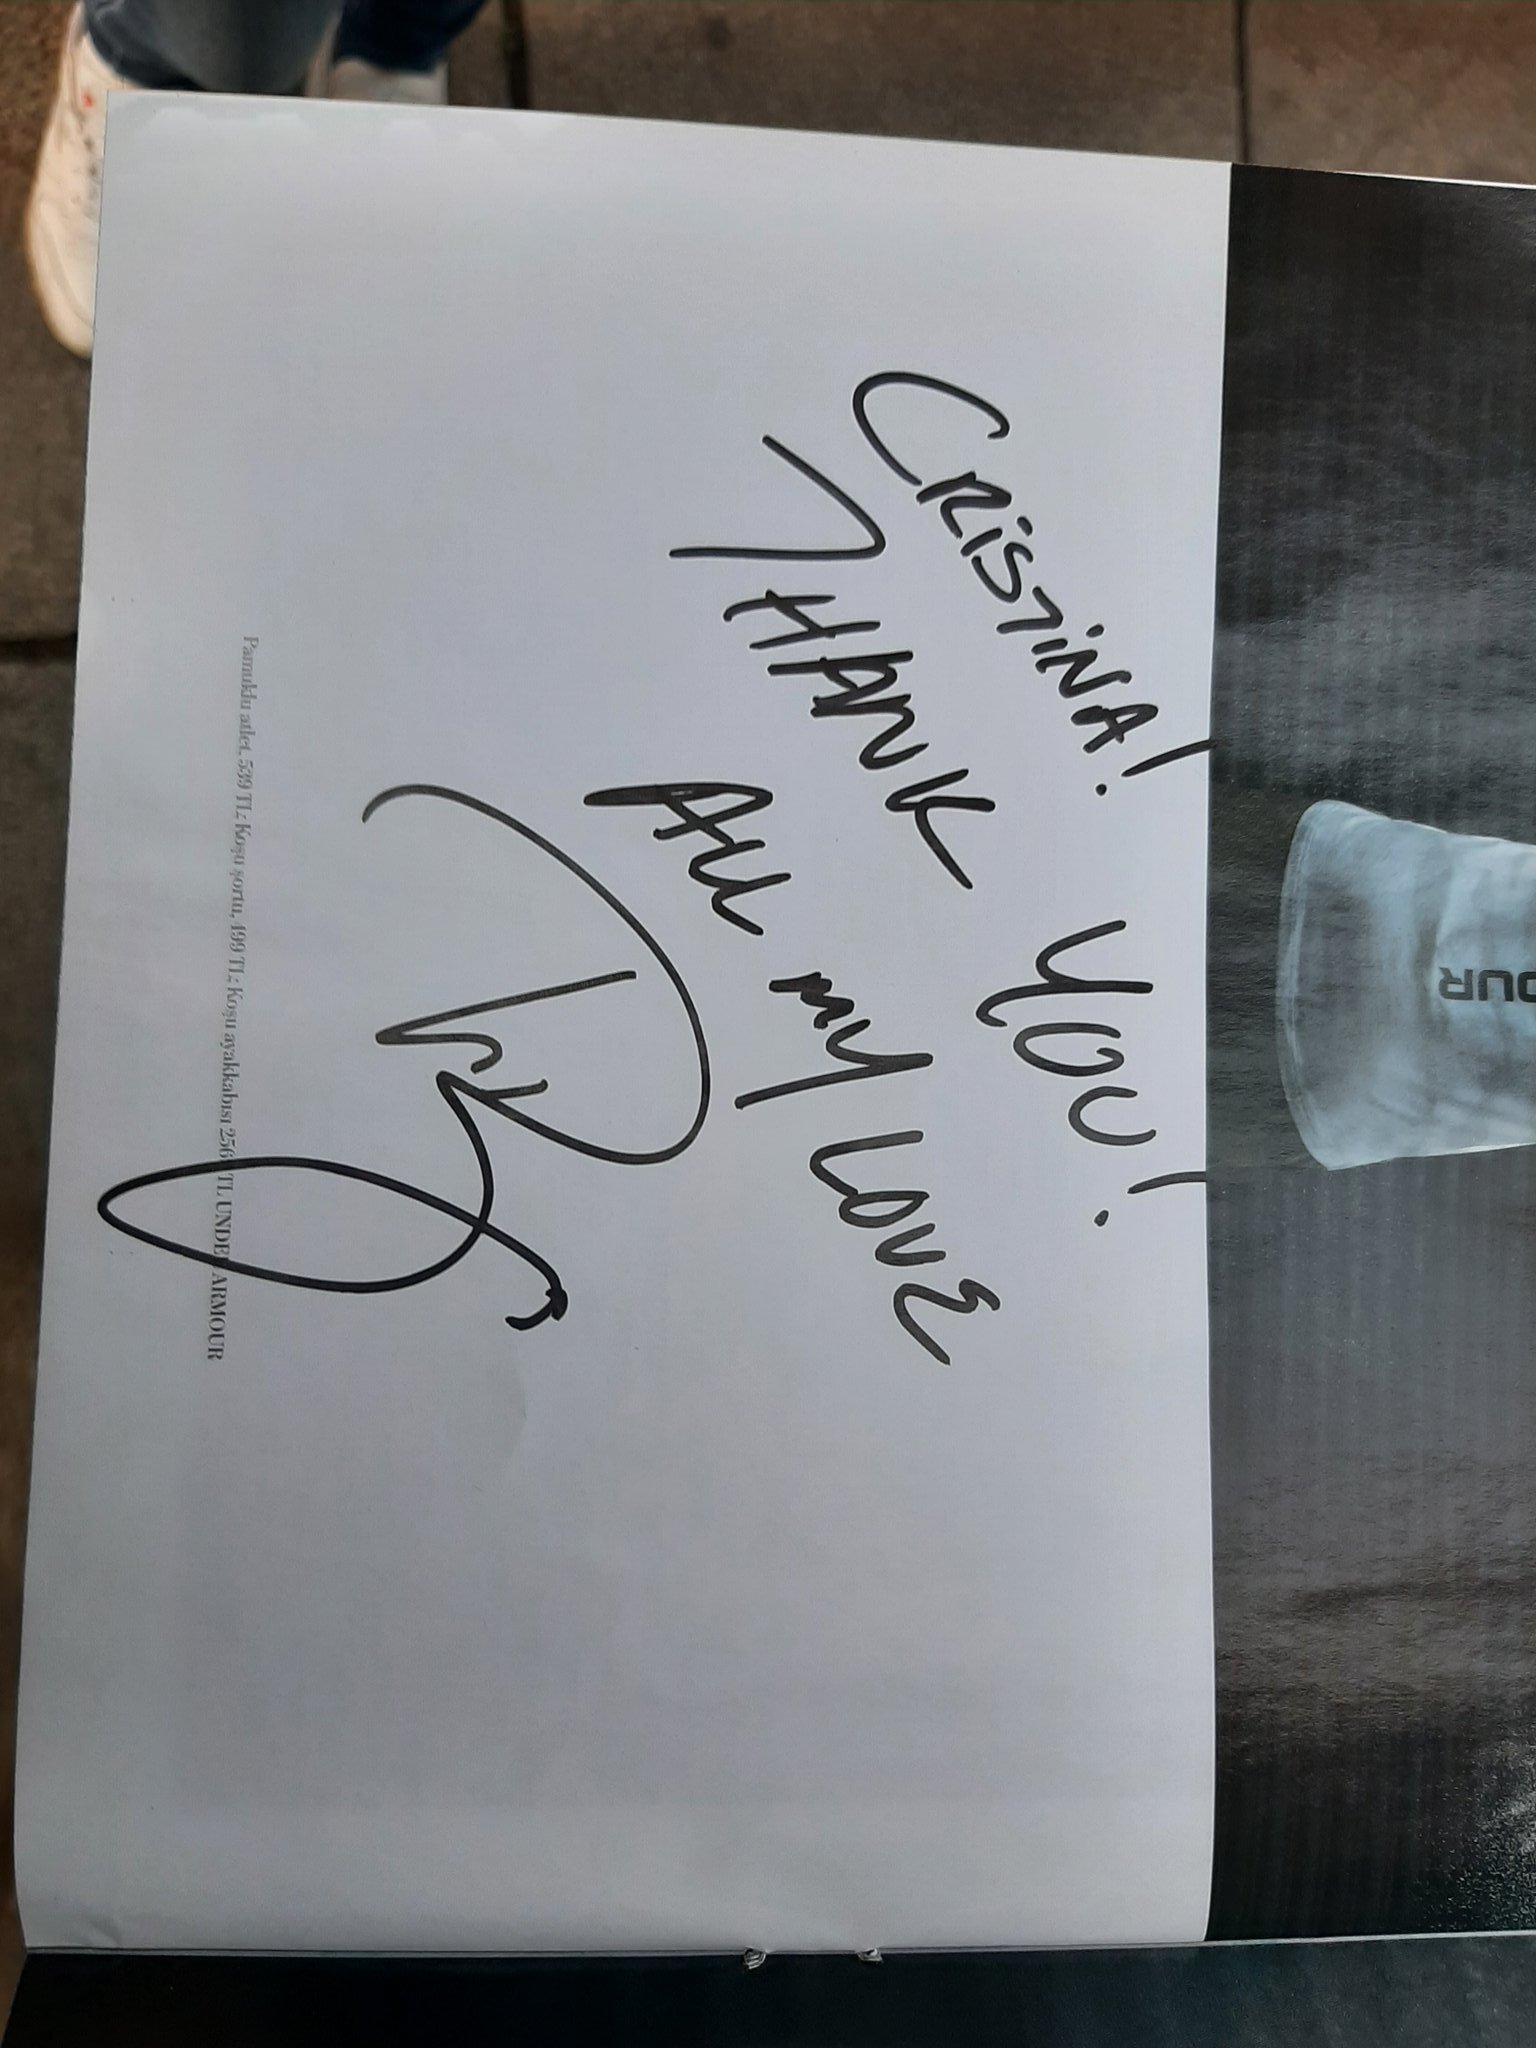 CRISTINA!
THANK YOU!
ALL MY LOVE
Pamuklu atlet, 539 TL; Koşu şortu, 499 TL; Koşu ayakkabısı 256 TL UNDER ARMOUR
OUR